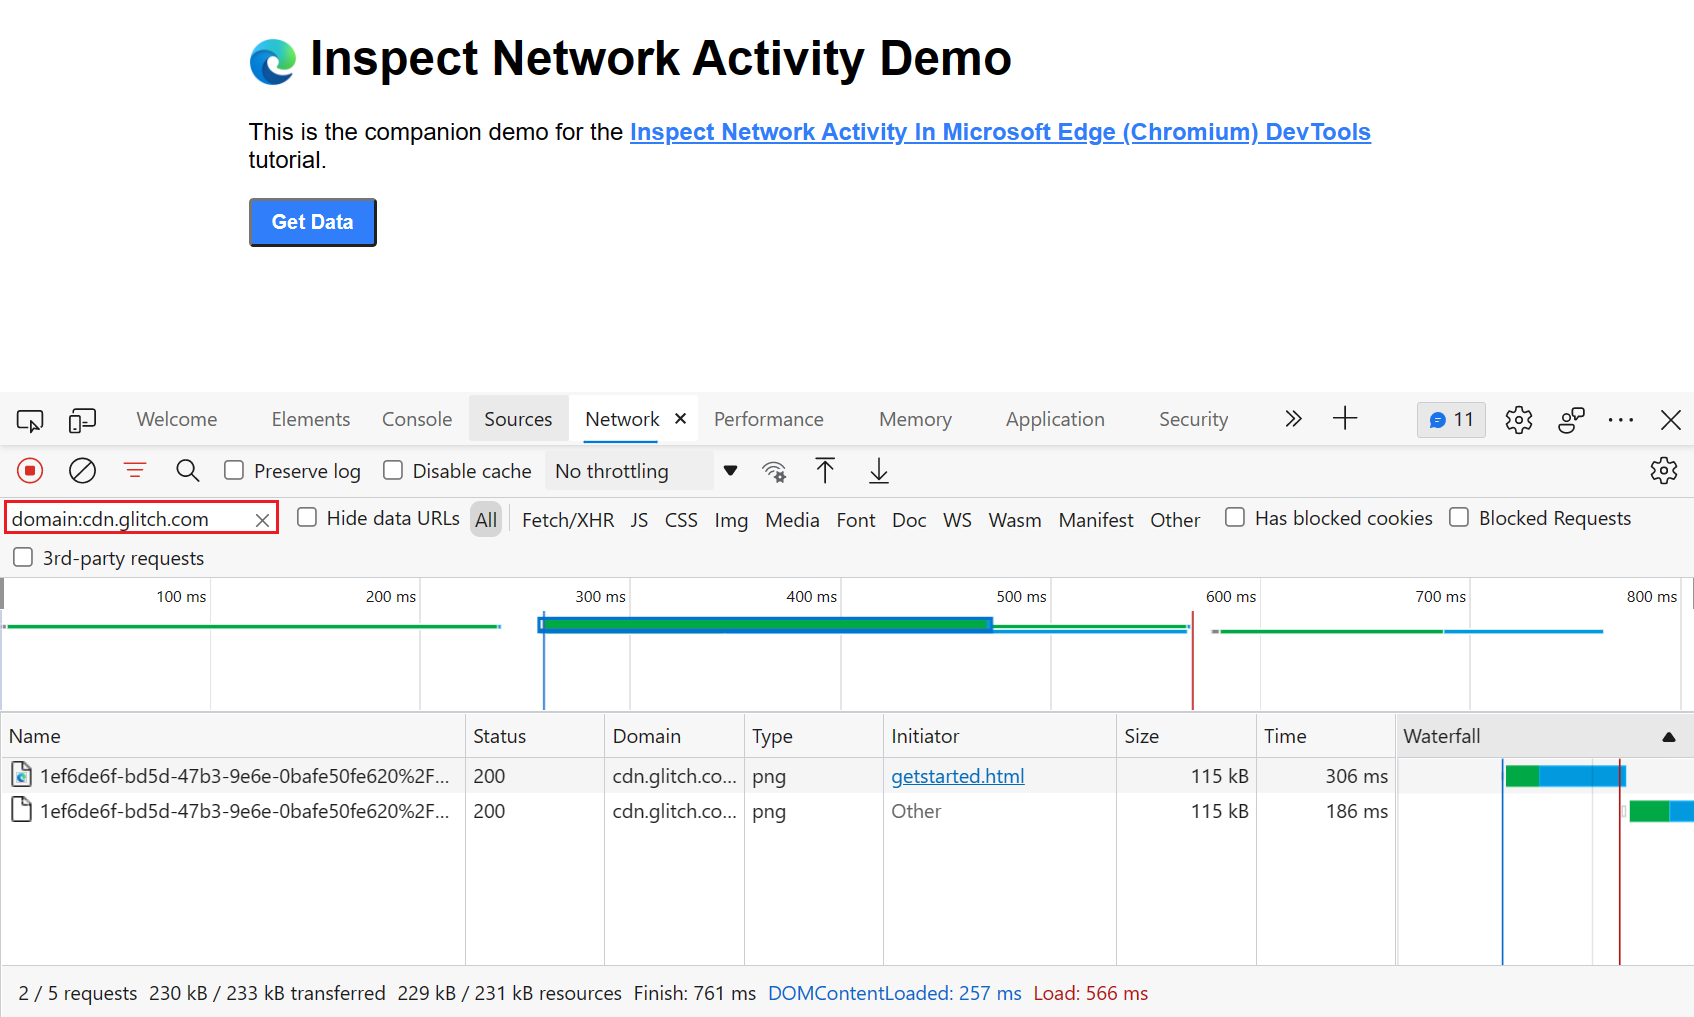 Inspect Network Activity Demo
This is the companion demo for the Inspect Network Activity In Microsoft Edge (Chromium) DevTools
tutorial.
Get Data
Welcome Elements Console Sources Network Performance Memory Application Security 11
Preserve log Disable cache No throttling
domain:cdn.glitch.com Hide data URLs All Fetch/XHR JS CSS Img Media Font Doc WS Wasm Manifest Other Has blocked cookies Blocked Requests
3rd-party requests
100 ms 200 ms 300 ms 400 ms 500 ms 600 ms 700 ms 800 ms
Name Status Domain Type Initiator Size Time Waterfall
1ef6de6f-bd5d-47b3-9e6e-0bafe50fe620%2F... 200 cdn.glitch.co... png getstarted.html 115 kB 306 ms
1ef6de6f-bd5d-47b3-9e6e-0bafe50fe620%2F... 200 cdn.glitch.co... png Other 115 kB 186 ms
2 / 5 requests 230 kB / 233 kB transferred 229 kB / 231 kB resources Finish: 761 ms DOMContentLoaded: 257 ms Load: 566 ms